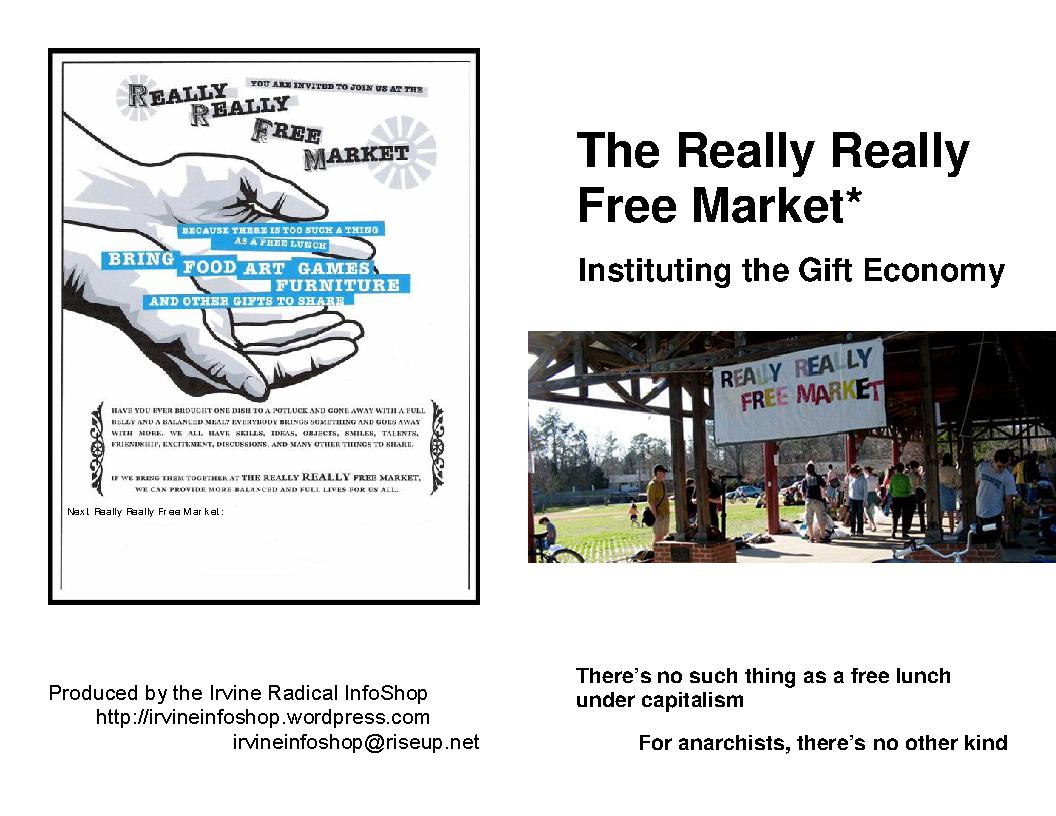 YOU ARE INVITED TO JOIN US AT THE
REALLY
REALLY
FREE
MARKET
BECAUSE THERE IS TOO SUCH A THING
AS A FREE LUNCH
BRING FOOD ART GAMES
FURNITURE
AND OTHER GIFTS TO SHARE
HAVE YOU EVER BROUGHT ONE DISH TO A POTLUCK AND GONE AWAY WITH A FULL
BELLY AND A BALANCED MEAL? EVERYBODY BRINGS SOMETHING AND GOES AWAY
WITH MORE. WE ALL HAVE SKILLS, IDEAS, OBJECTS, SMILES, TALENTS,
FRIENDSHIP, EXCITEMENT, DISCUSSIONS, AND MANY OTHER THINGS TO SHARE.
IF WE BRING THEM TOGETHER AT THE REALLY REALLY FREE MARKET,
WE CAN PROVIDE MORE BALANCED AND FULL LIVES FOR US ALL.
Next Really Really Free Market:
Produced by the Irvine Radical InfoShop
http://irvineinfoshop.wordpress.com
irvineinfoshop@riseup.net
The Really Really
Free Market*
Instituting the Gift Economy
REALLY REALLY
FREE MARKET
There's no such thing as a free lunch
under capitalism
For anarchists, there's no other kind